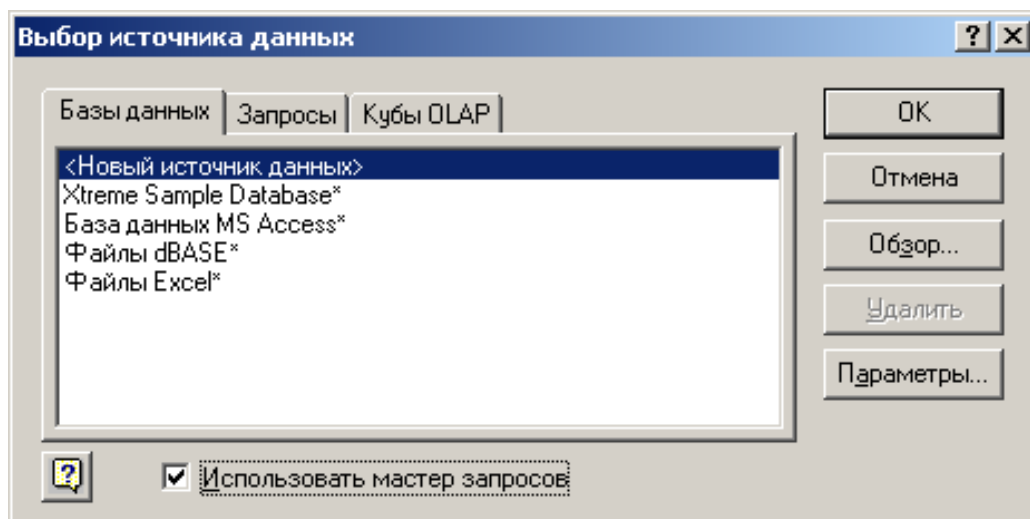 Выбор источника данных
Базы данных Запросы Кубы OLAP
<Новый источник данных>
Xtreme Sample Database*
База данных MS Access*
Файлы dBASE*
Файлы Excel*
OK
Отмена
Обзор...
Удалить
Параметры...
Использовать мастер запросов